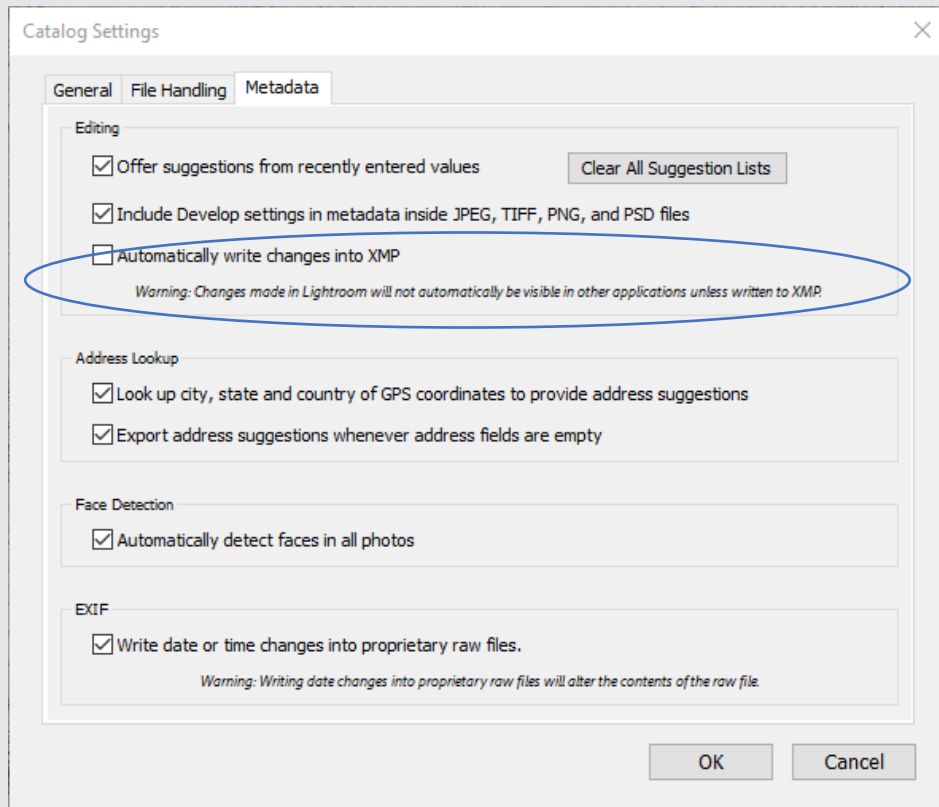 Catalog Settings
General File Handling Metadata
Editing
Offer suggestions from recently entered values Clear All Suggestion Lists
Include Develop settings in metadata inside JPEG, TIFF, PNG, and PSD files
Automatically write changes into XMP
Warning: Changes made in Lightroom will not automatically be visible in other applications unless written to XMP.
Address Lookup
Look up city, state and country of GPS coordinates to provide address suggestions
Export address suggestions whenever address fields are empty
Face Detection
Automatically detect faces in all photos
EXIF
Write date or time changes into proprietary raw files.
Warning: Writing date changes into proprietary raw files will alter the contents of the raw file.
OK Cancel